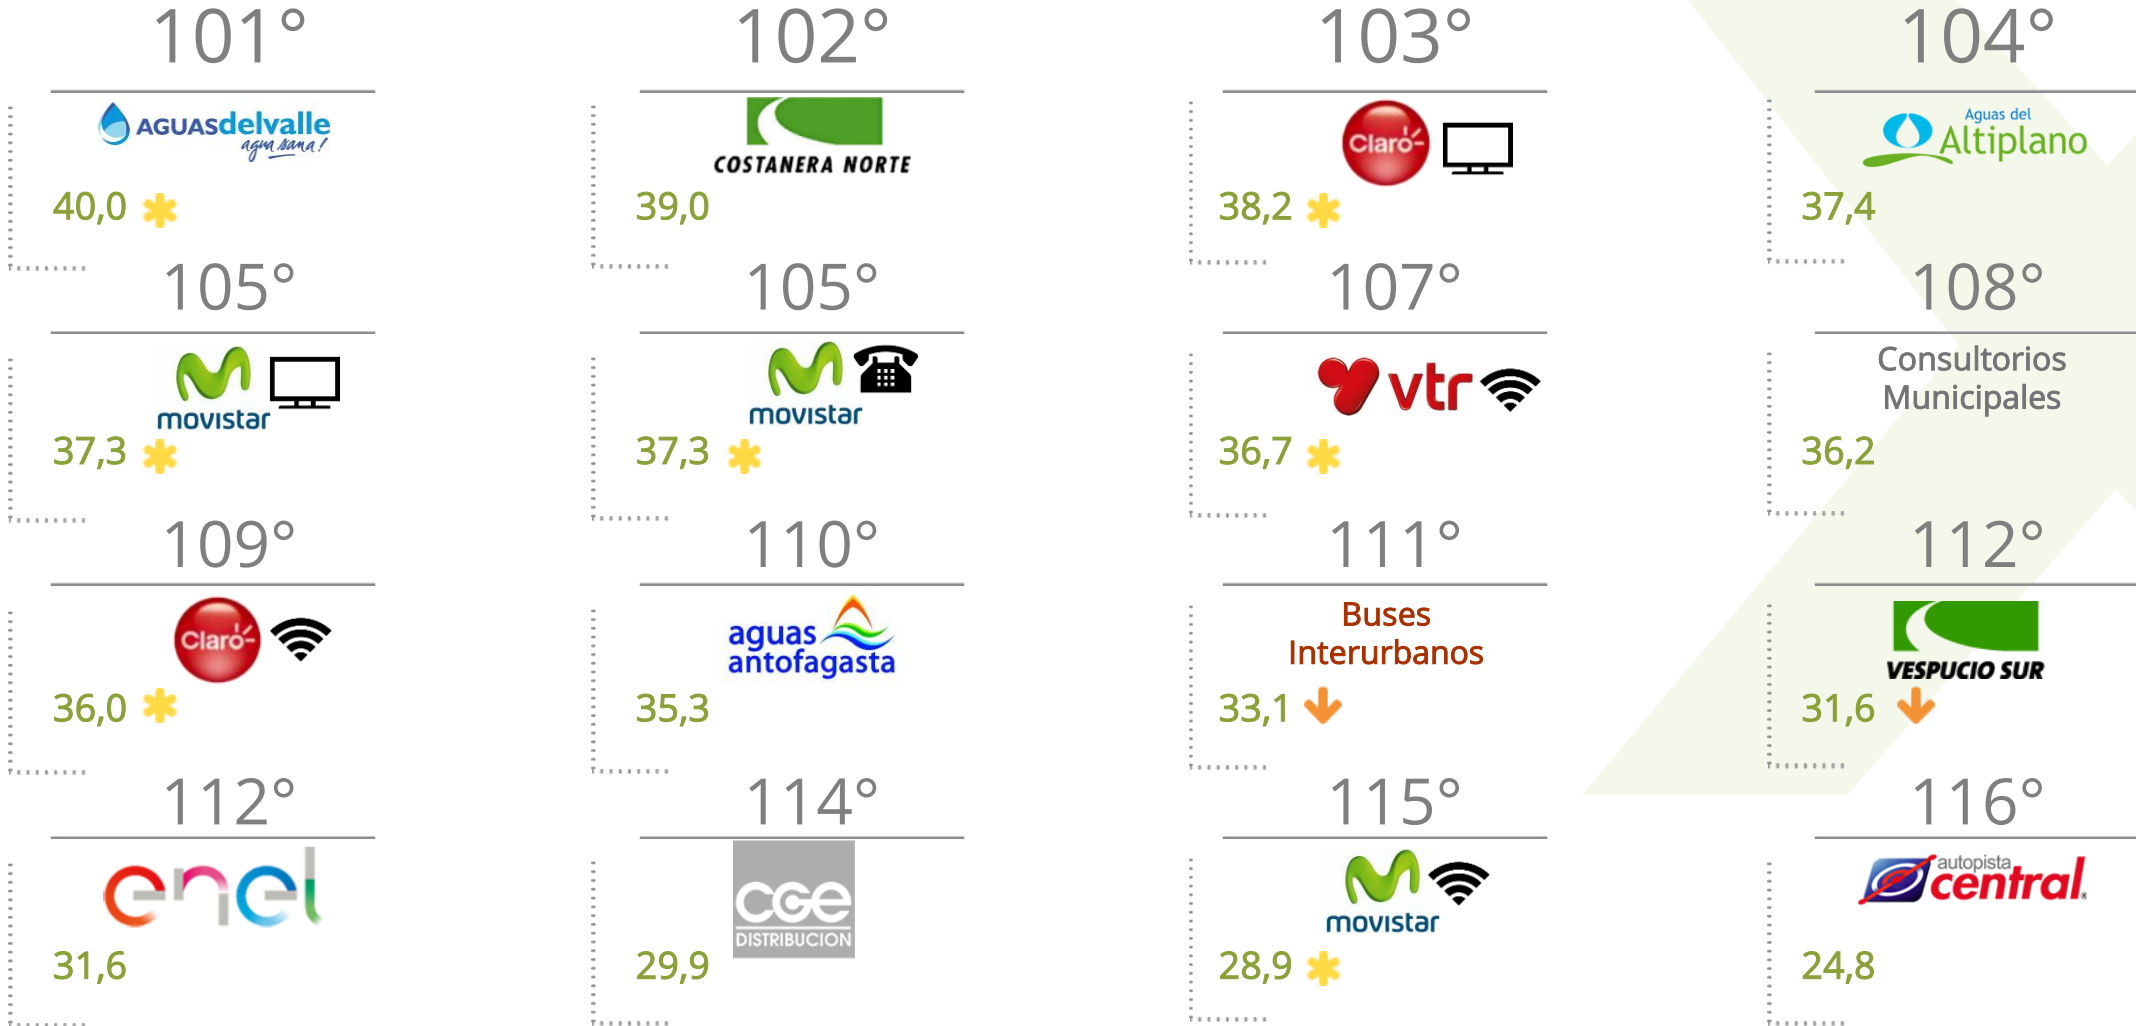 101°
102°
103°
104°
AGUASdelvalle
agua sana!
COSTANERA NORTE
Claro-
Aguas del
Altiplano
40,0
39,0
38,2
37,4
105°
105°
107°
108°
movistar
movistar
vtr
Consultorios
Municipales
37,3
37,3
36,7
36,2
109°
110°
111°
112°
Claro-
aguas
antofagasta
Buses
Interurbanos
VESPUCIO SUR
36,0
35,3
33,1
31,6
112°
114°
115°
116°
enel
cge
DISTRIBUCION
movistar
autopista
central
31,6
29,9
28,9
24,8